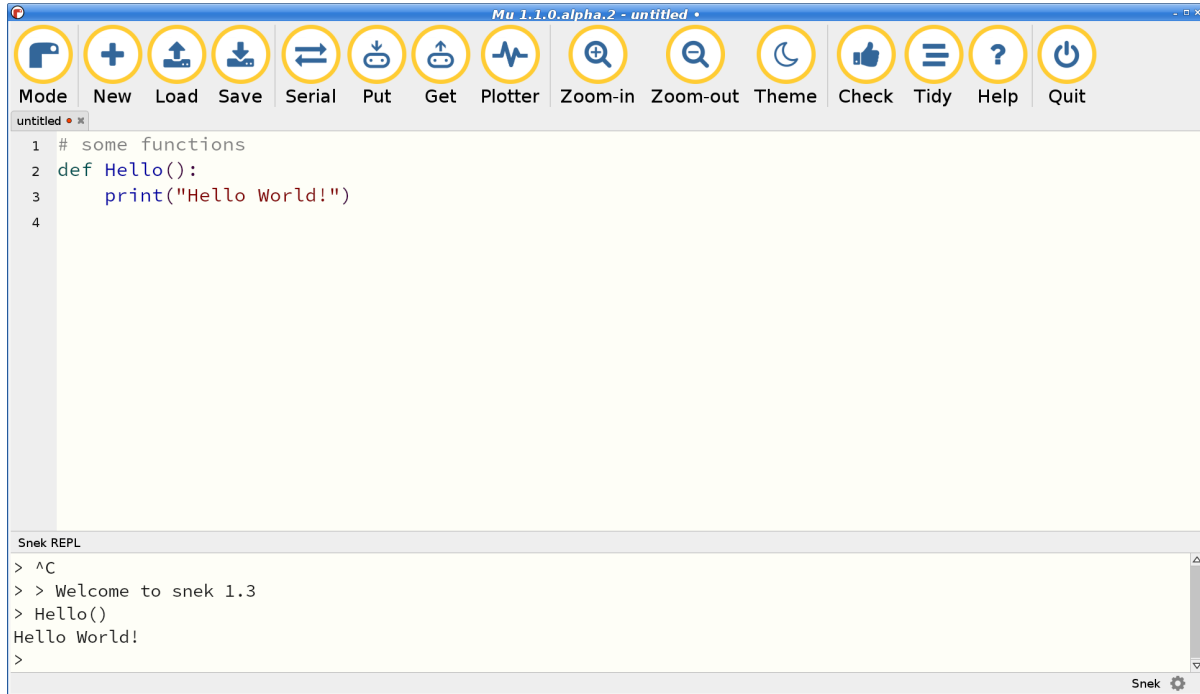 Mu 1.1.0.alpha.2 - untitled •
Mode New Load Save Serial Put Get Plotter Zoom-in Zoom-out Theme Check Tidy Help Quit
untitled
1 # some functions
2 def Hello():
3     print("Hello World!")
4
Snek REPL
> ^C
> > Welcome to snek 1.3
> Hello()
Hello World!
>
Snek